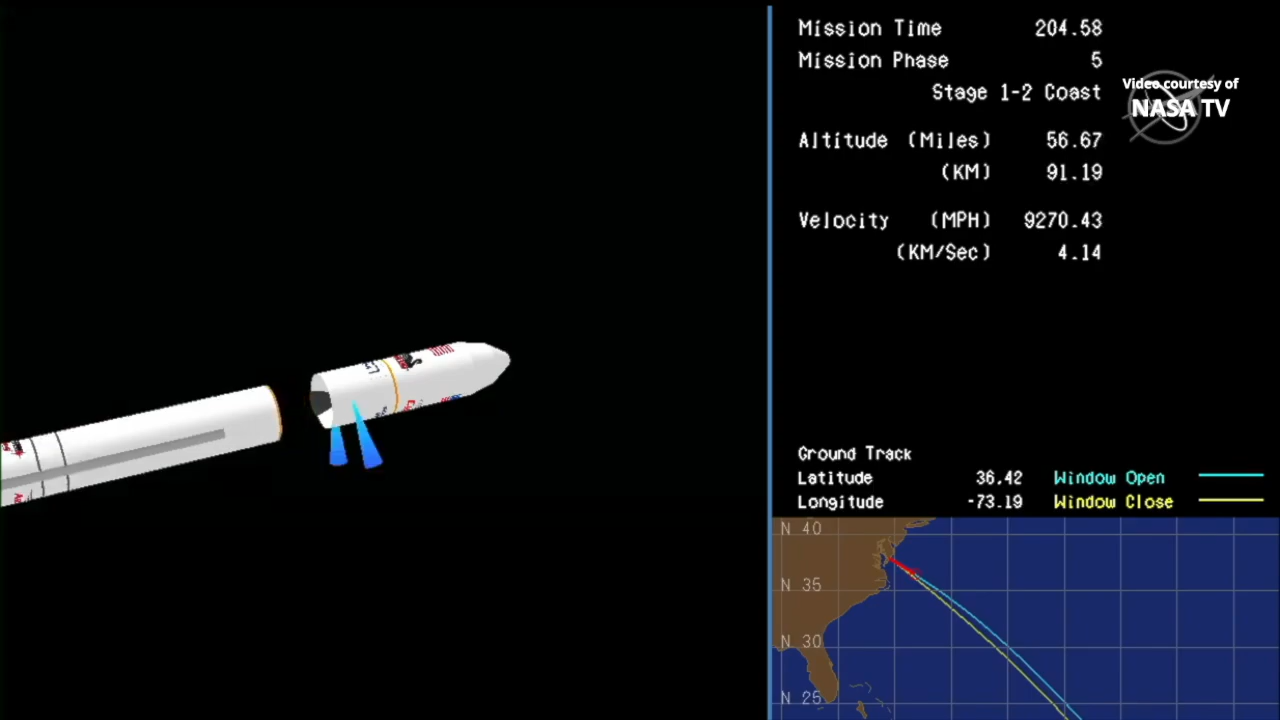 Mission Time 204.58
Mission Phase 5
Stage 1-2 Coast
Altitude (Miles) 56.67
(KM) 91.19
Velocity (MPH) 9270.43
(KM/Sec) 4.14
Video courtesy of
NASA TV
Ground Track
Latitude 36.42 Window Open
Longitude -73.19 Window Close
N 40
N 35
N 30
N 25